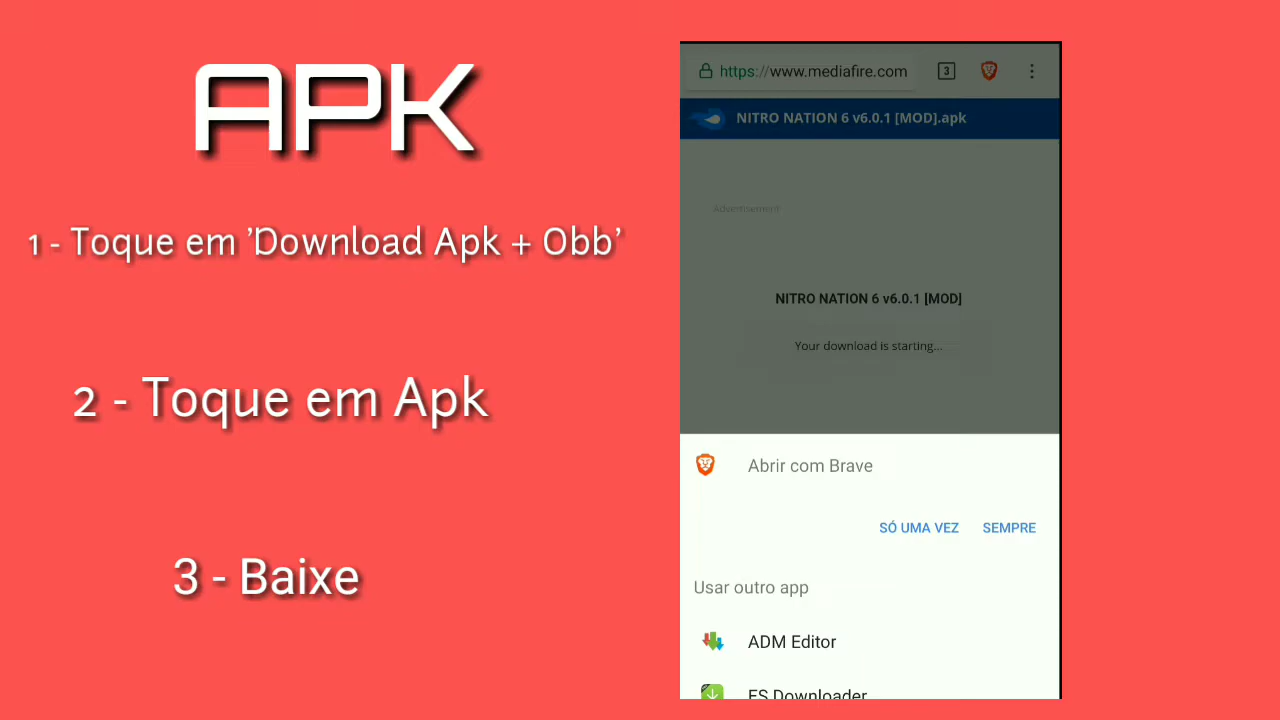 APK
1 - Toque em 'Download Apk + Obb'
2 - Toque em Apk
3 - Baixe
https://www.mediafire.com
3
NITRO NATION 6 v6.0.1 [MOD].apk
Advertisement
NITRO NATION 6 v6.0.1 [MOD]
Your download is starting...
Abrir com Brave
SÓ UMA VEZ SEMPRE
Usar outro app
ADM Editor
ES Downloader